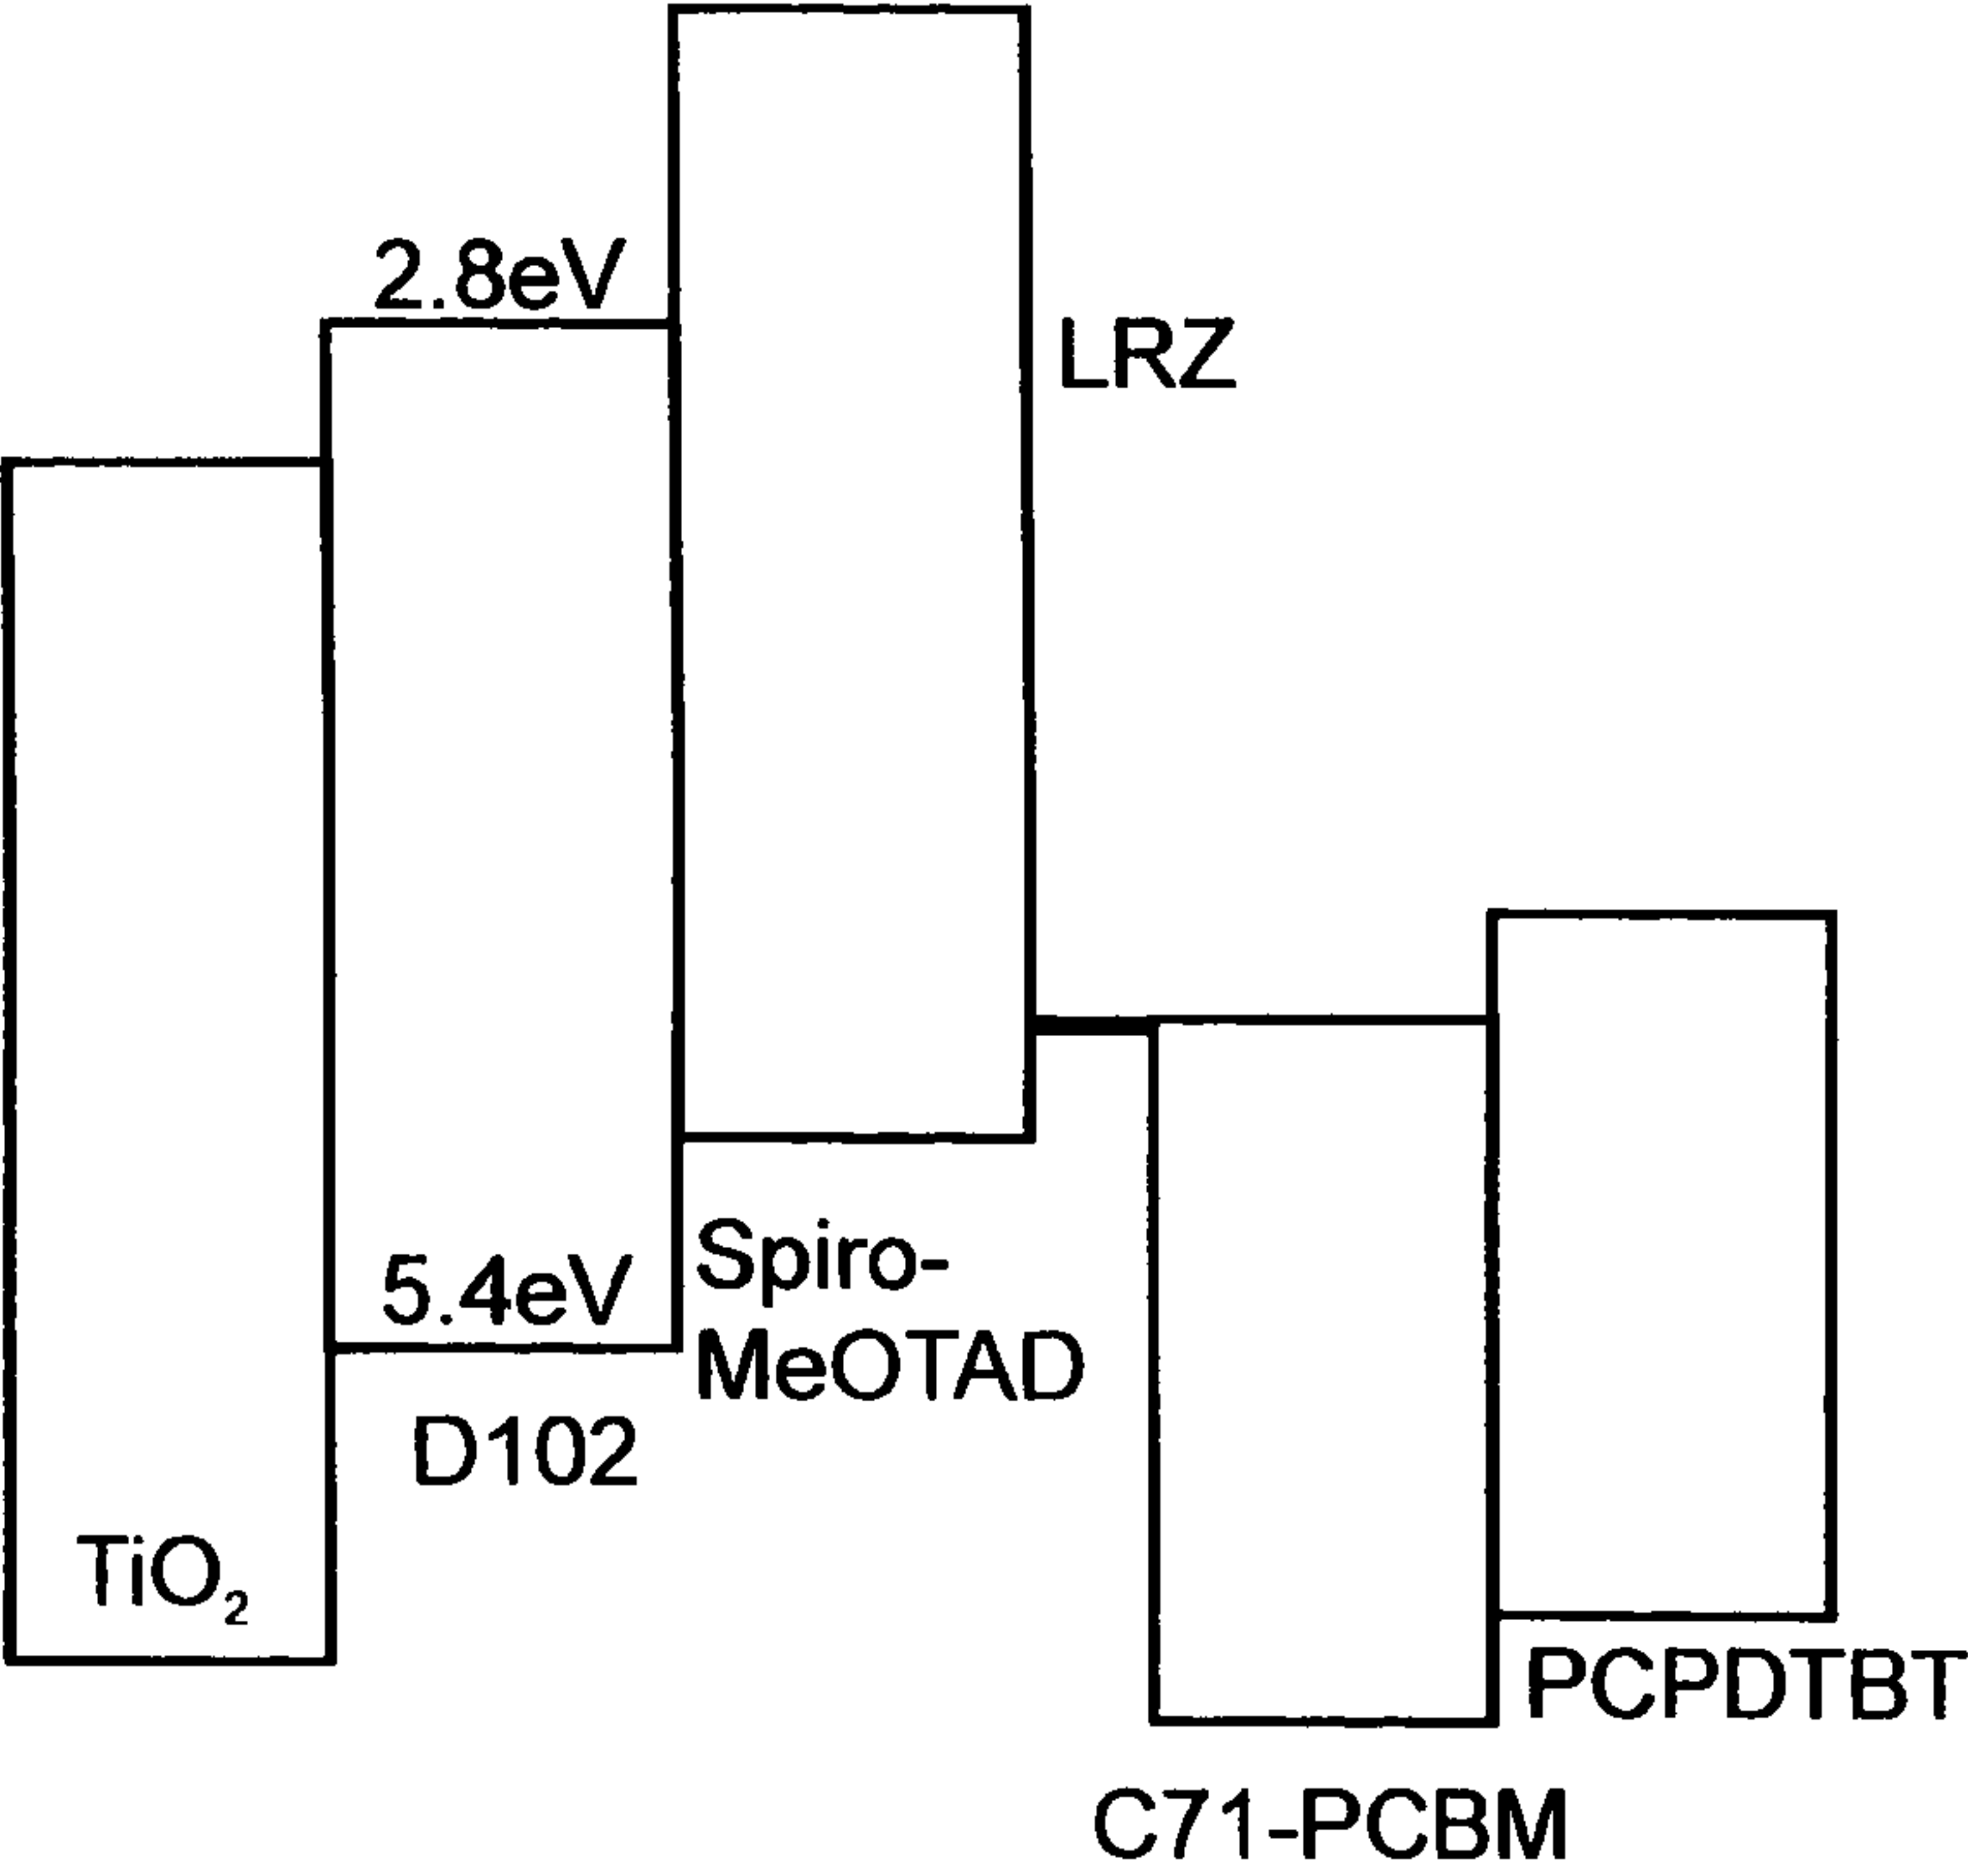 2.8eV
LRZ
5.4eV
Spiro-
MeOTAD
D102
TiO₂
PCPDTBT
C71-PCBM